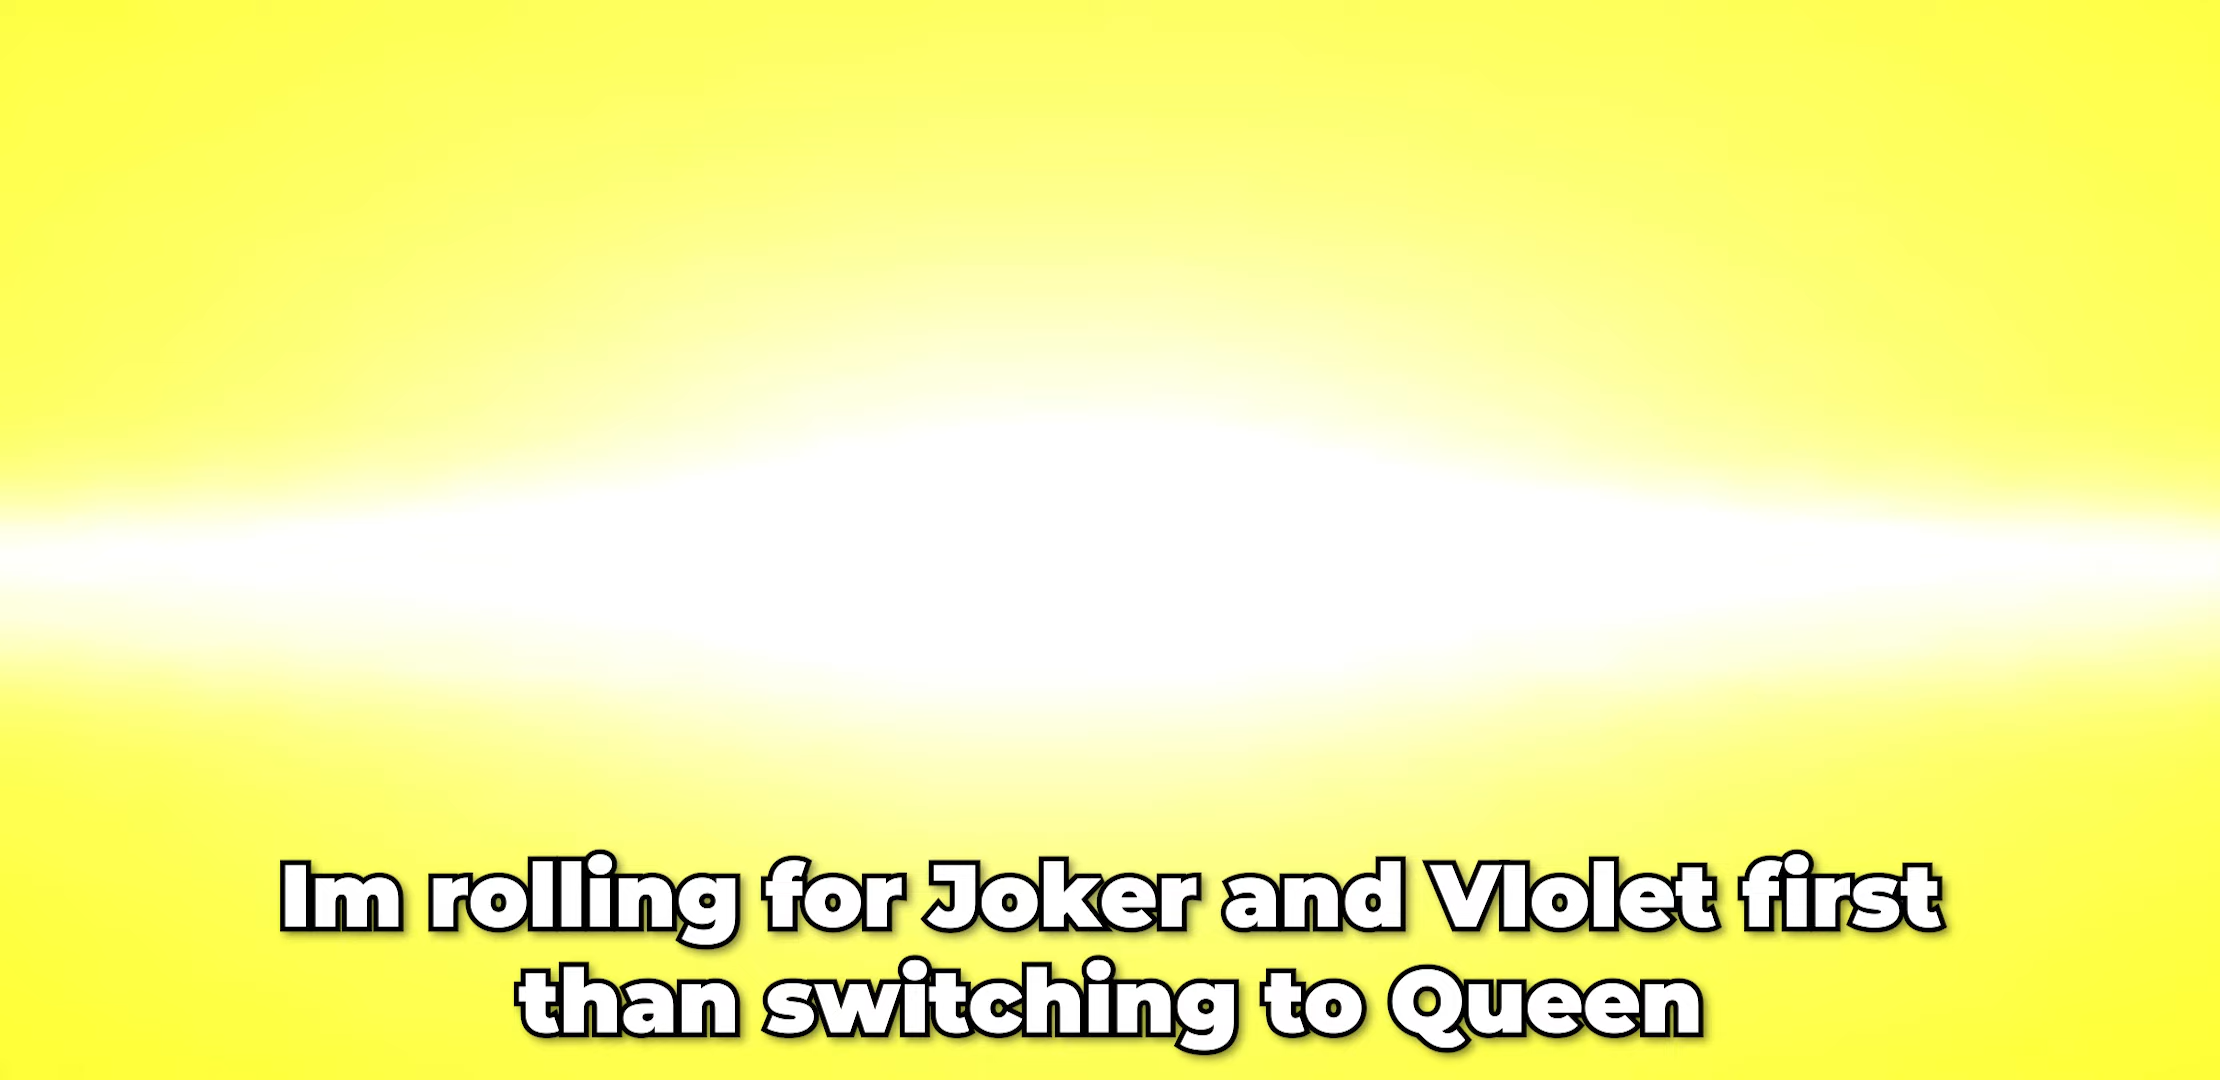 Im rolling for Joker and VIolet first
than switching to Queen